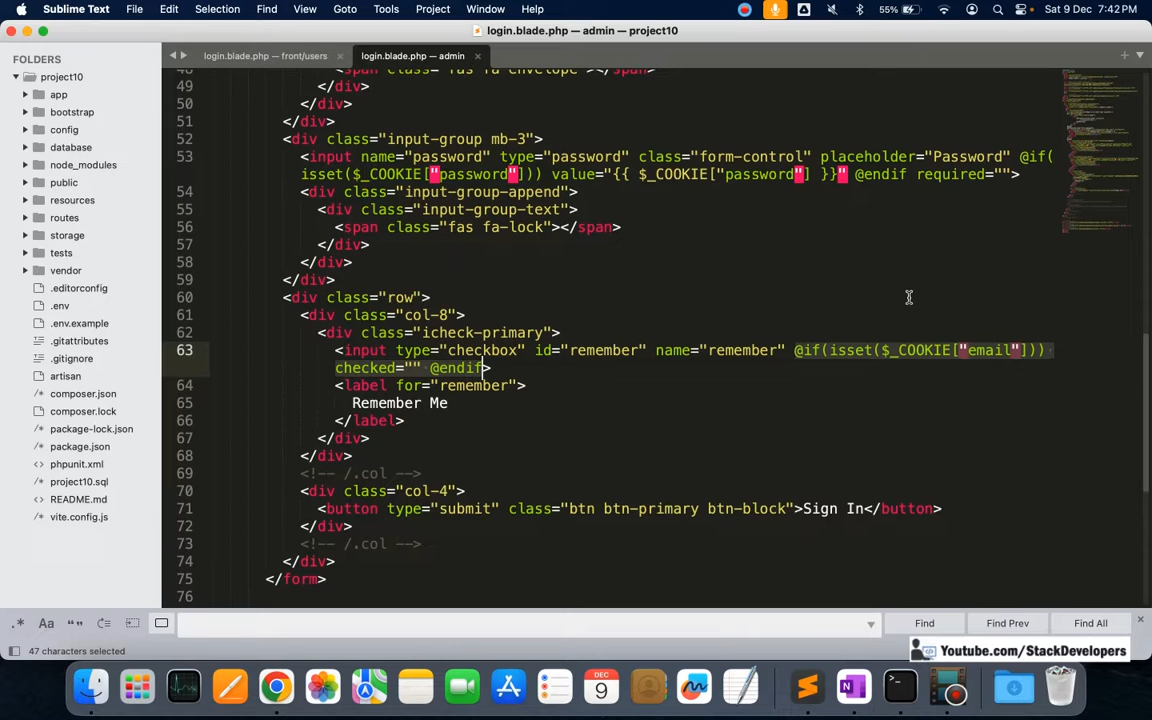 Sublime Text File Edit Selection Find View Goto Tools Project Window Help 55% Sat 9 Dec 7:42 PM
login.blade.php — admin — project10
login.blade.php — front/users × login.blade.php — admin ×
FOLDERS
project10
app
bootstrap
config
database
node_modules
public
resources
routes
storage
tests
vendor
.editorconfig
.env
.env.example
.gitattributes
.gitignore
artisan
composer.json
composer.lock
package-lock.json
package.json
phpunit.xml
project10.sql
README.md
vite.config.js
48 <span class="fas fa-envelope"></span>
49 </div>
50 </div>
51 </div>
52 <div class="input-group mb-3">
53 <input name="password" type="password" class="form-control" placeholder="Password" @if(
isset($_COOKIE["password"])) value="{{ $_COOKIE["password"] }}" @endif required="">
54 <div class="input-group-append">
55 <div class="input-group-text">
56 <span class="fas fa-lock"></span>
57 </div>
58 </div>
59 </div>
60 <div class="row">
61 <div class="col-8">
62 <div class="icheck-primary">
63 <input type="checkbox" id="remember" name="remember" @if(isset($_COOKIE["email"]))
checked="" @endif>
64 <label for="remember">
65 Remember Me
66 </label>
67 </div>
68 </div>
69 <!-- /.col -->
70 <div class="col-4">
71 <button type="submit" class="btn btn-primary btn-block">Sign In</button>
72 </div>
73 <!-- /.col -->
74 </div>
75 </form>
76
.* Aa “” Find Find Prev Find All
47 characters selected
Youtube.com/StackDevelopers
DEC
9